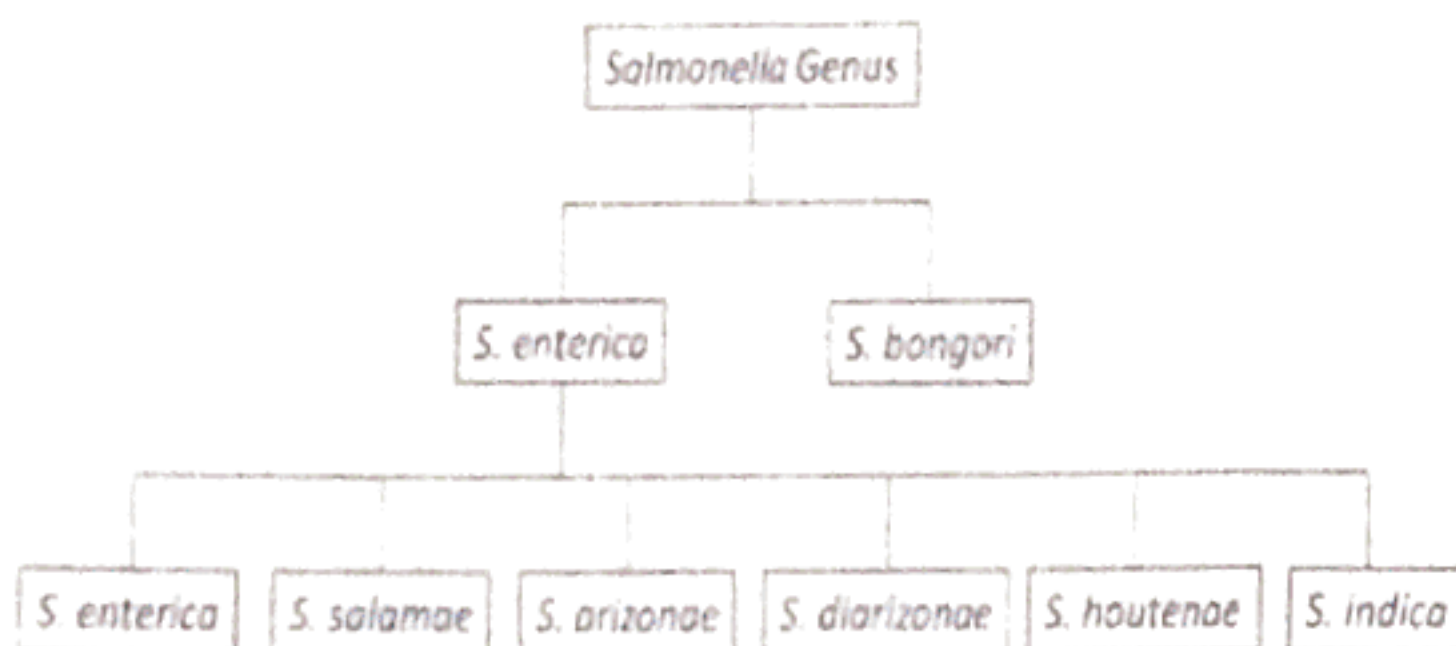 Salmonella Genus
S. enterica
S. bongori
S. enterica
S. salamae
S. arizonae
S. diarizonae
S. houtenae
S. indica